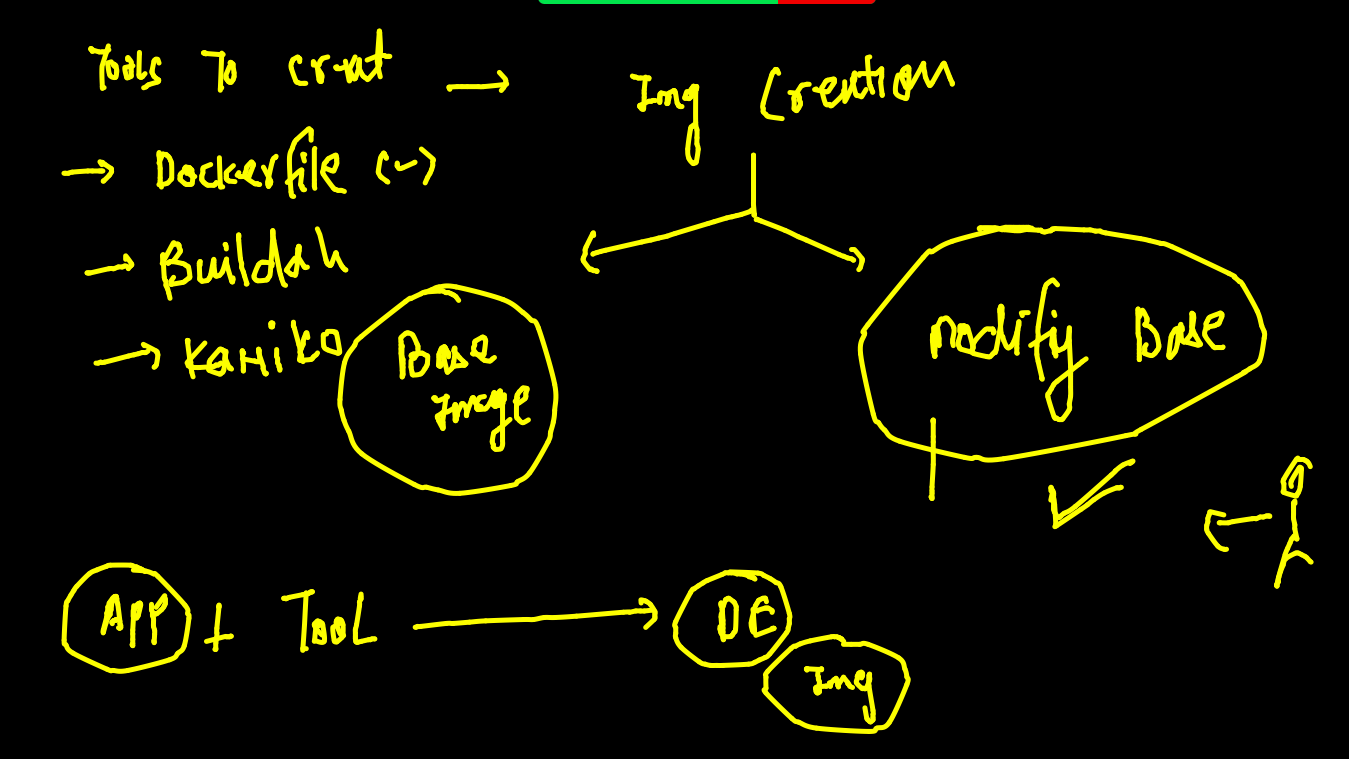 Tools To creat
Img Creation
Dockerfile (-)
Buildah
Kaniko
Base
Image
Modify Base
APP + TOOL
DE
Img